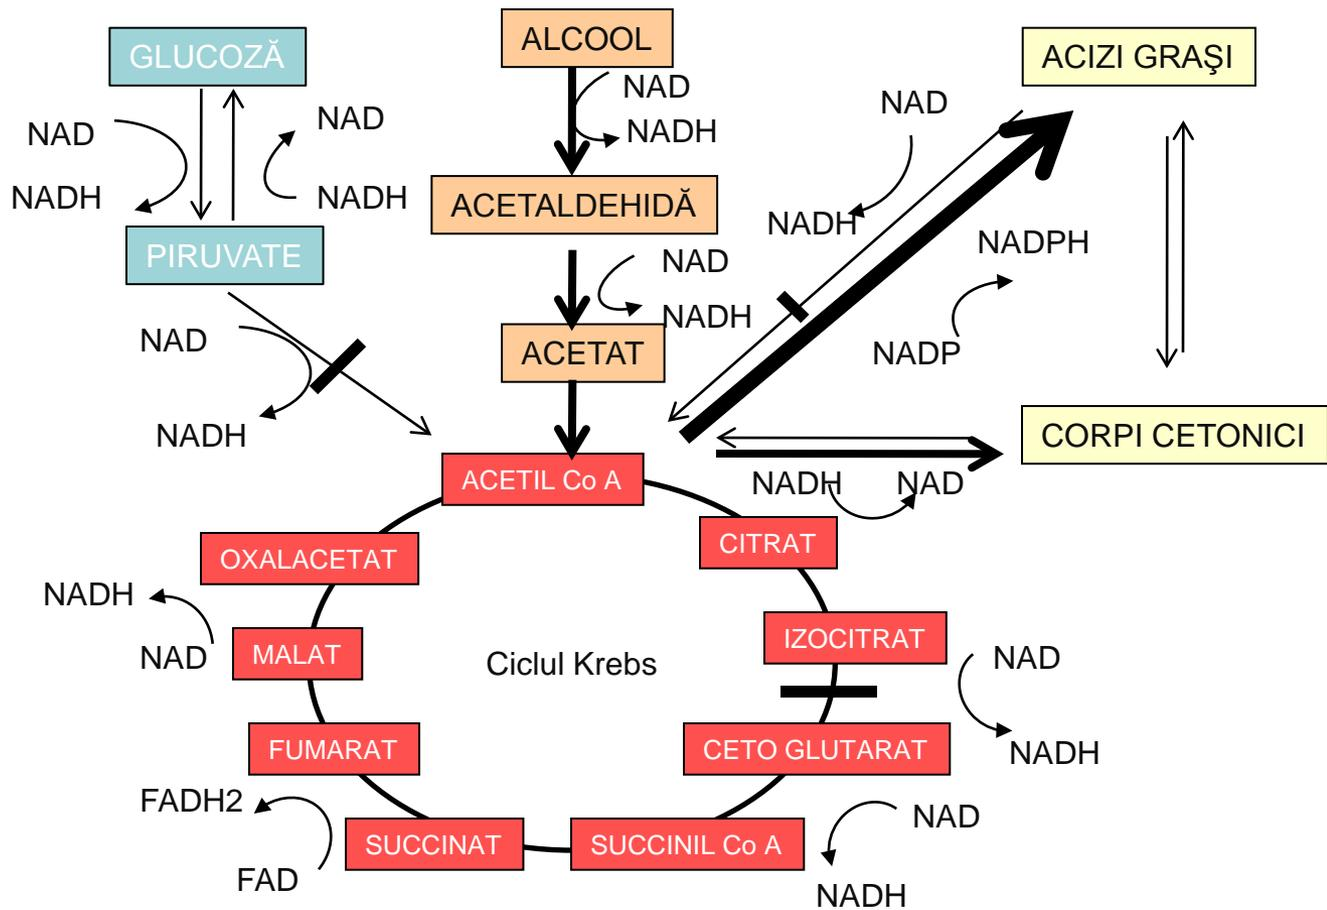 ALCOOL
GLUCOZĂ
ACIZI GRAŞI
NAD
NADH
NAD
NADH
NAD
NADH
NAD
NADH
ACETALDEHIDĂ
PIRUVATE
NAD
NADH
NADPH
NADP
NAD
NADH
ACETAT
CORPI CETONICI
ACETIL Co A
NADH
NAD
OXALACETAT
CITRAT
NADH
NAD
MALAT
Ciclul Krebs
IZOCITRAT
NAD
NADH
FUMARAT
CETO GLUTARAT
FADH2
FAD
SUCCINAT
SUCCINIL Co A
NAD
NADH